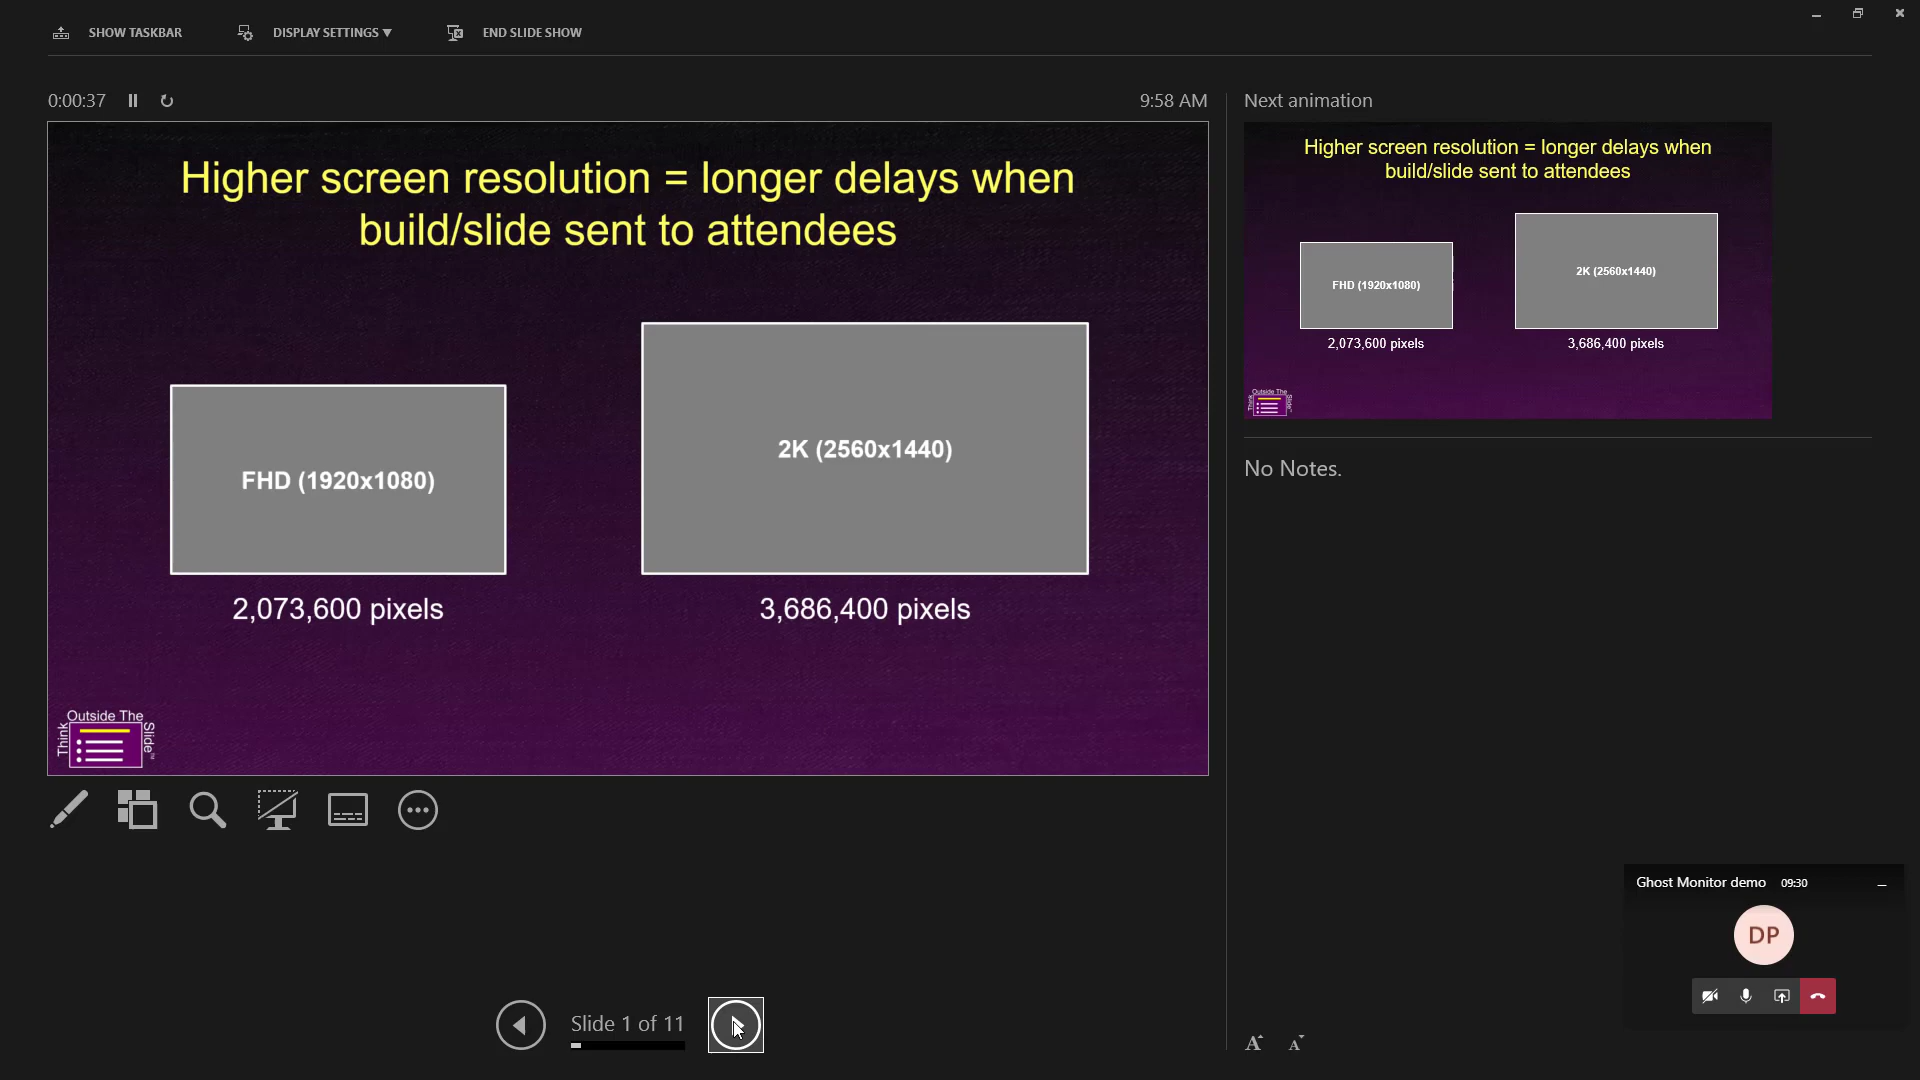 SHOW TASKBAR
DISPLAY SETTINGS ▼
END SLIDE SHOW
0:00:37
9:58 AM
Next animation
Higher screen resolution = longer delays when
build/slide sent to attendees
FHD (1920x1080)
2K (2560x1440)
2,073,600 pixels
3,686,400 pixels
Think
Outside The
Slide™
Higher screen resolution = longer delays when
build/slide sent to attendees
FHD (1920x1080)
2K (2560x1440)
2,073,600 pixels
3,686,400 pixels
Think
Outside The
Slide
No Notes.
Ghost Monitor demo 09:30
DP
Slide 1 of 11
A A